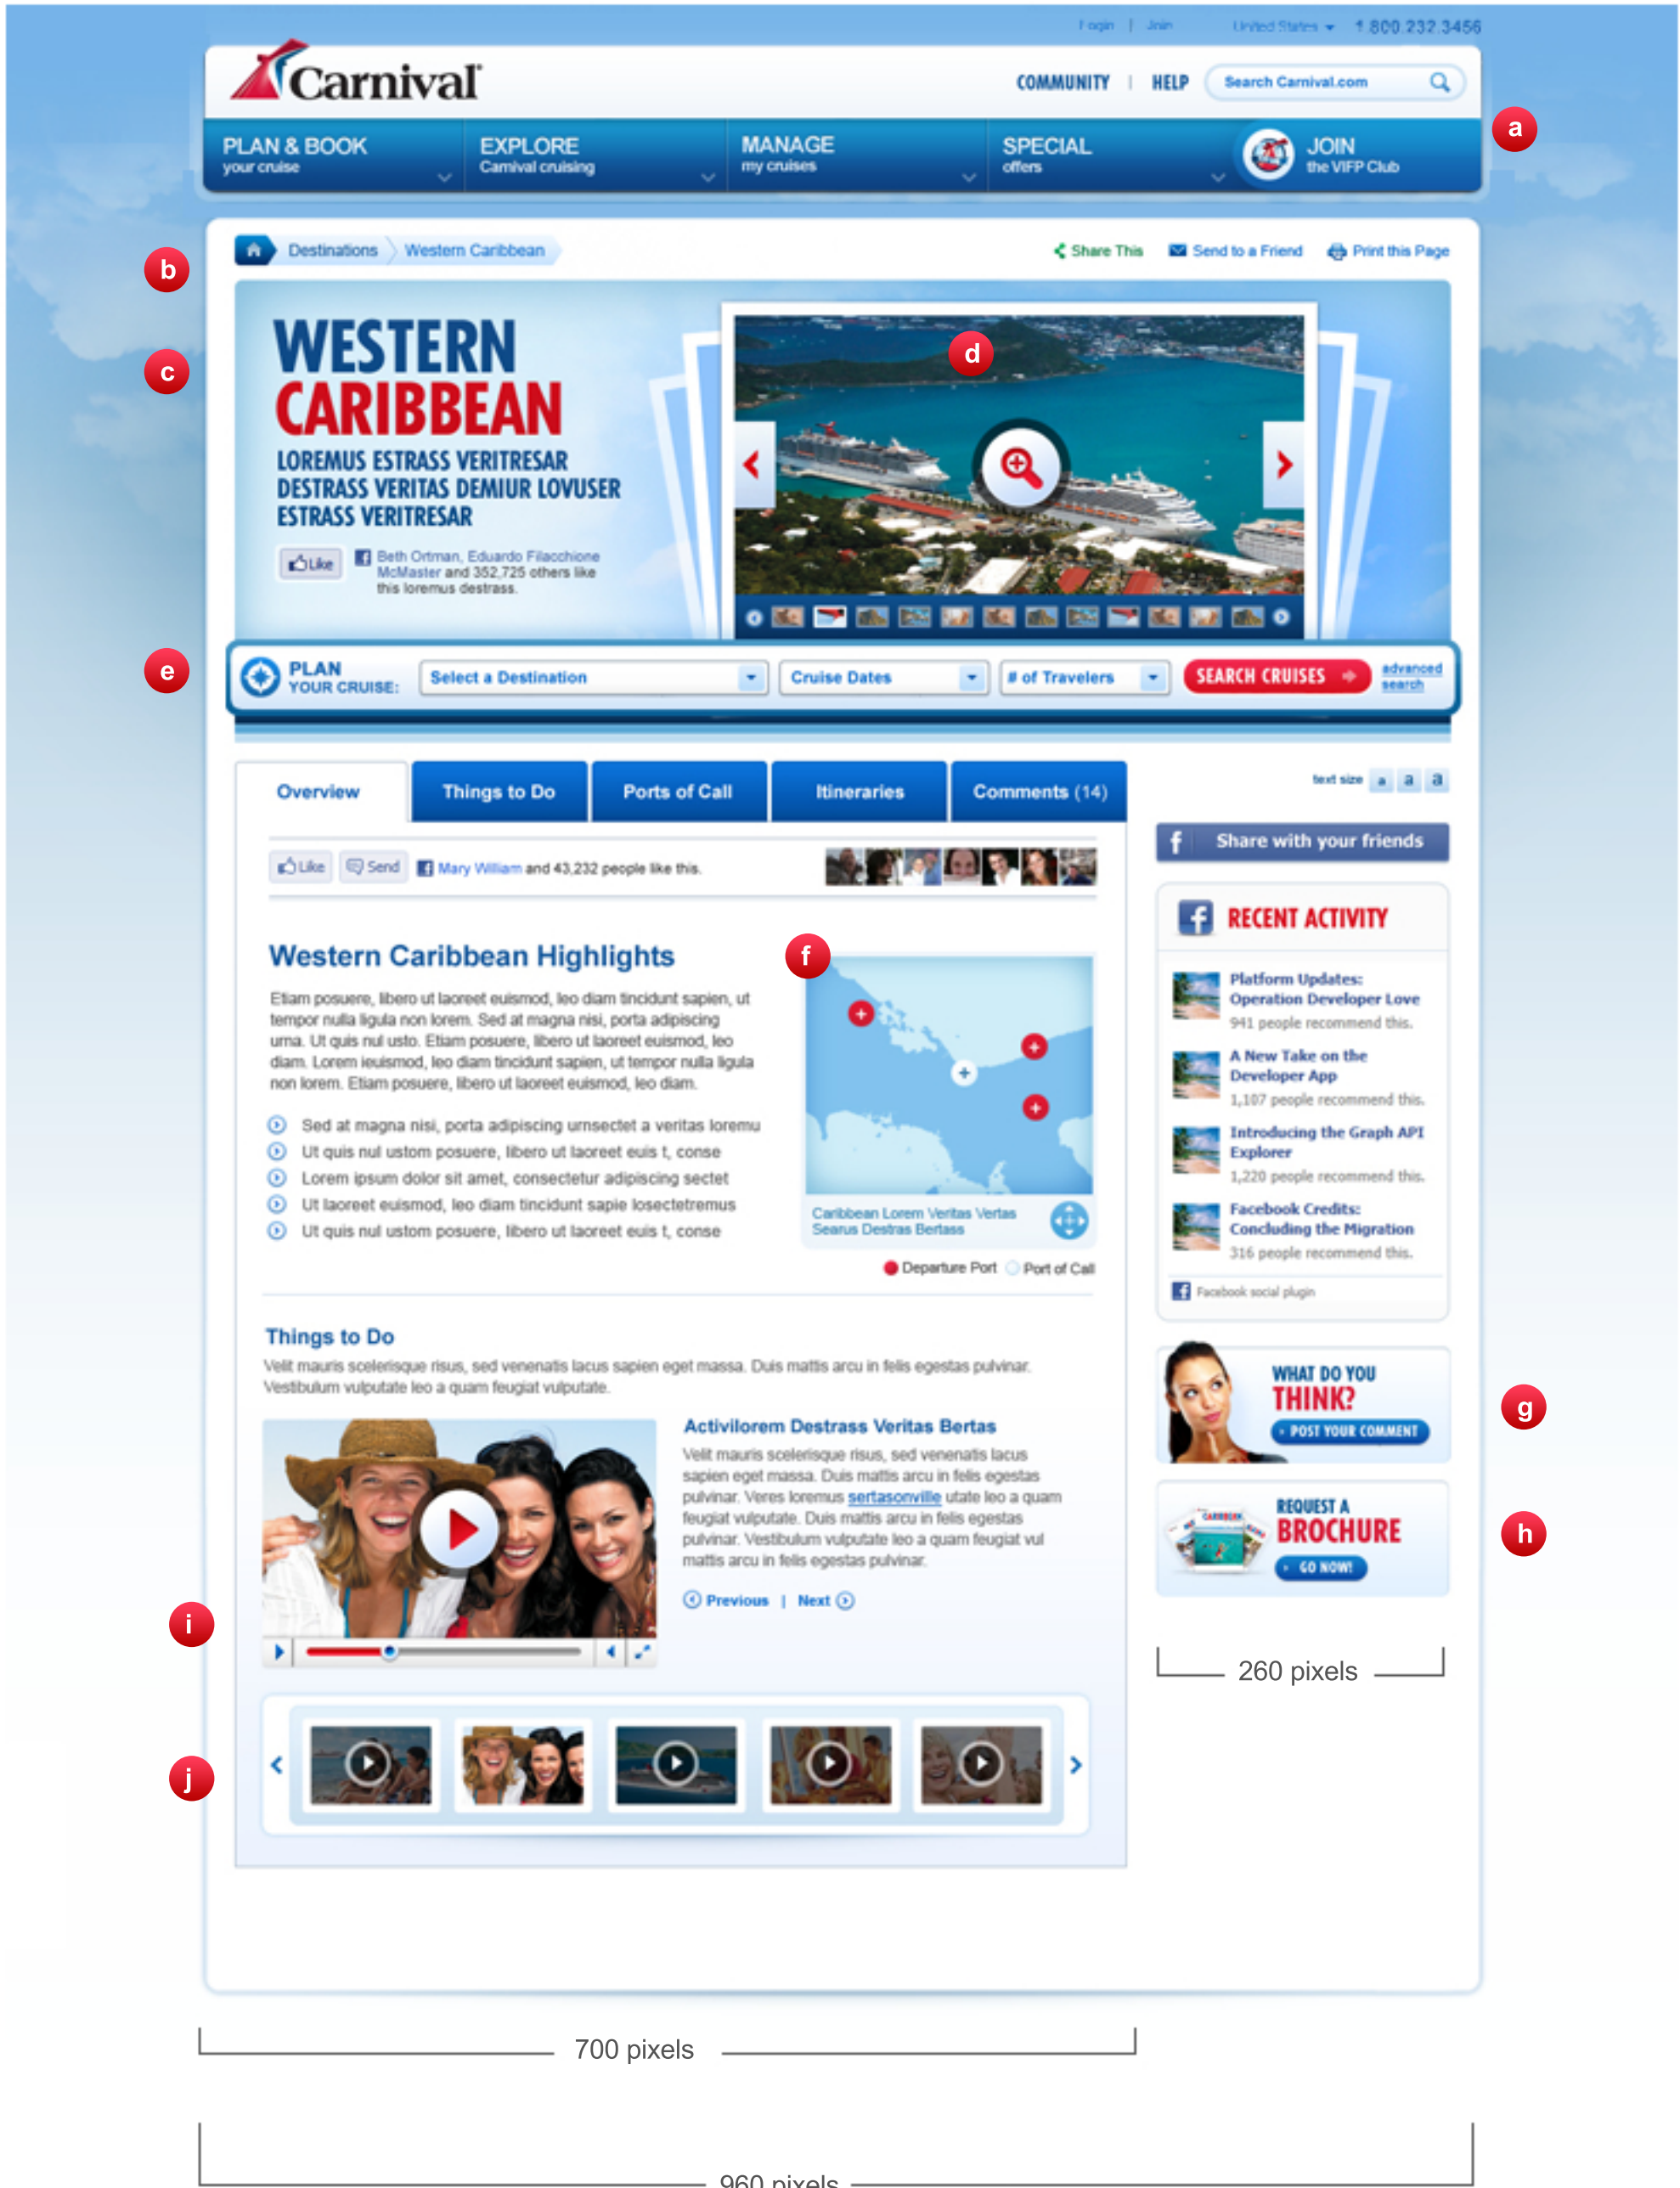 Login | Join United States 1.800.232.3456
Carnival
COMMUNITY | HELP Search Carnival.com
a
PLAN & BOOK
your cruise
EXPLORE
Carnival cruising
MANAGE
my cruises
SPECIAL
offers
JOIN
the VIFP Club
b
Destinations Western Caribbean
Share This Send to a Friend Print this Page
c
WESTERN
CARIBBEAN
LOREMUS ESTRASS VERITRESAR
DESTRASS VERITAS DEMIUR LOVUSER
ESTRASS VERITRESAR
Like
Beth Ortman, Eduardo Filacchione
McMaster and 352,725 others like
this loremus destrass.
d
e
PLAN
YOUR CRUISE:
Select a Destination
Cruise Dates
# of Travelers
SEARCH CRUISES
advanced
search
Overview Things to Do Ports of Call Itineraries Comments (14)
text size a a a
Like Send Mary William and 43,232 people like this.
Western Caribbean Highlights
Etiam posuere, libero ut laoreet euismod, leo diam tincidunt sapien, ut
tempor nulla ligula non lorem. Sed at magna nisi, porta adipiscing
urna. Ut quis nul usto. Etiam posuere, libero ut laoreet euismod, leo
diam. Lorem ieuismod, leo diam tincidunt sapien, ut tempor nulla ligula
non lorem. Etiam posuere, libero ut laoreet euismod, leo diam.
Sed at magna nisi, porta adipiscing urnsectet a veritas loremu
Ut quis nul ustom posuere, libero ut laoreet euis t, conse
Lorem ipsum dolor sit amet, consectetur adipiscing sectet
Ut laoreet euismod, leo diam tincidunt sapie losectetremus
Ut quis nul ustom posuere, libero ut laoreet euis t, conse
f
Caribbean Lorem Veritas Vertas
Searus Destras Bertass
Departure Port Port of Call
Share with your friends
RECENT ACTIVITY
Platform Updates:
Operation Developer Love
941 people recommend this.
A New Take on the
Developer App
1,107 people recommend this.
Introducing the Graph API
Explorer
1,220 people recommend this.
Facebook Credits:
Concluding the Migration
316 people recommend this.
Facebook social plugin
Things to Do
Velit mauris scelerisque risus, sed venenatis lacus sapien eget massa. Duis mattis arcu in felis egestas pulvinar.
Vestibulum vulputate leo a quam feugiat vulputate.
Activilorem Destrass Veritas Bertas
Velit mauris scelerisque risus, sed venenatis lacus
sapien eget massa. Duis mattis arcu in felis egestas
pulvinar. Veres loremus sertasonville utate leo a quam
feugiat vulputate. Duis mattis arcu in felis egestas
pulvinar. Vestibulum vulputate leo a quam feugiat vul
mattis arcu in felis egestas pulvinar.
Previous | Next
WHAT DO YOU
THINK?
POST YOUR COMMENT
g
CARIBBEAN
REQUEST A
BROCHURE
GO NOW!
h
i
260 pixels
j
700 pixels
960 pixels